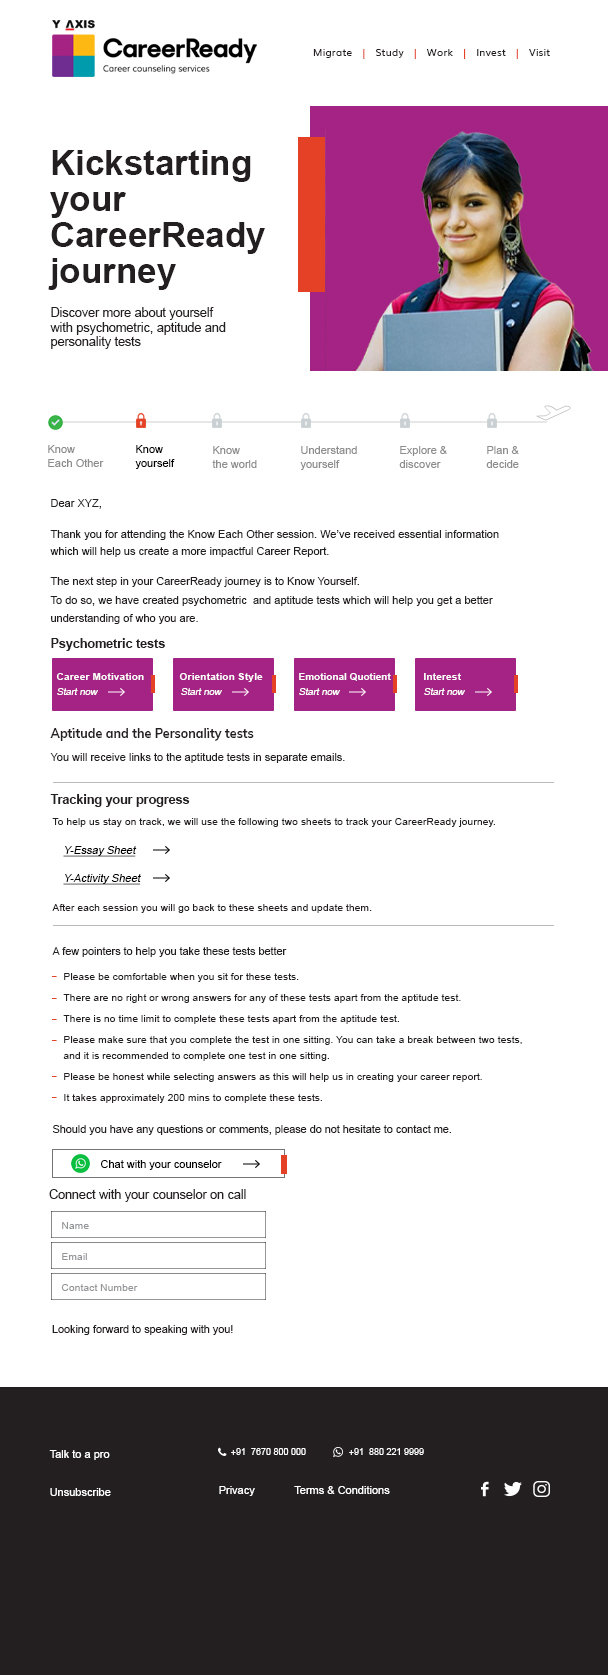 Y AXIS
CareerReady
Career counseling services
Migrate | Study | Work | Invest | Visit
Kickstarting
your
CareerReady
journey
Discover more about yourself
with psychometric, aptitude and
personality tests
Know
Each Other
Know
yourself
Know
the world
Understand
yourself
Explore &
discover
Plan &
decide
Dear XYZ,
Thank you for attending the Know Each Other session. We've received essential information
which will help us create a more impactful Career Report.
The next step in your CareerReady journey is to Know Yourself.
To do so, we have created psychometric and aptitude tests which will help you get a better
understanding of who you are.
Psychometric tests
Career Motivation
Start now
Orientation Style
Start now
Emotional Quotient
Start now
Interest
Start now
Aptitude and the Personality tests
You will receive links to the aptitude tests in separate emails.
Tracking your progress
To help us stay on track, we will use the following two sheets to track your CareerReady journey.
Y-Essay Sheet
Y-Activity Sheet
After each session you will go back to these sheets and update them.
A few pointers to help you take these tests better
– Please be comfortable when you sit for these tests.
– There are no right or wrong answers for any of these tests apart from the aptitude test.
– There is no time limit to complete these tests apart from the aptitude test.
– Please make sure that you complete the test in one sitting. You can take a break between two tests,
and it is recommended to complete one test in one sitting.
– Please be honest while selecting answers as this will help us in creating your career report.
– It takes approximately 200 mins to complete these tests.
Should you have any questions or comments, please do not hesitate to contact me.
Chat with your counselor
Connect with your counselor on call
Name
Email
Contact Number
Looking forward to speaking with you!
Talk to a pro
+91 7670 800 000
+91 880 221 9999
Unsubscribe
Privacy
Terms & Conditions